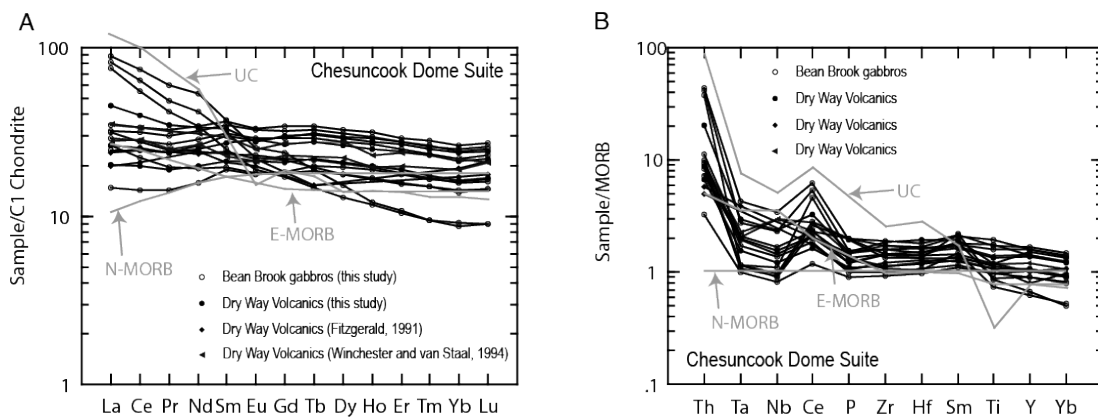 A
100
10
1
Sample/C1 Chondrite
UC
Chesuncook Dome Suite
N-MORB
E-MORB
Bean Brook gabbros (this study)
Dry Way Volcanics (this study)
Dry Way Volcanics (Fitzgerald, 1991)
Dry Way Volcanics (Winchester and van Staal, 1994)
La Ce Pr Nd Sm Eu Gd Tb Dy Ho Er Tm Yb Lu
B
100
10
1
.1
Sample/MORB
Bean Brook gabbros
Dry Way Volcanics
Dry Way Volcanics
Dry Way Volcanics
UC
E-MORB
N-MORB
Chesuncook Dome Suite
Th Ta Nb Ce P Zr Hf Sm Ti Y Yb